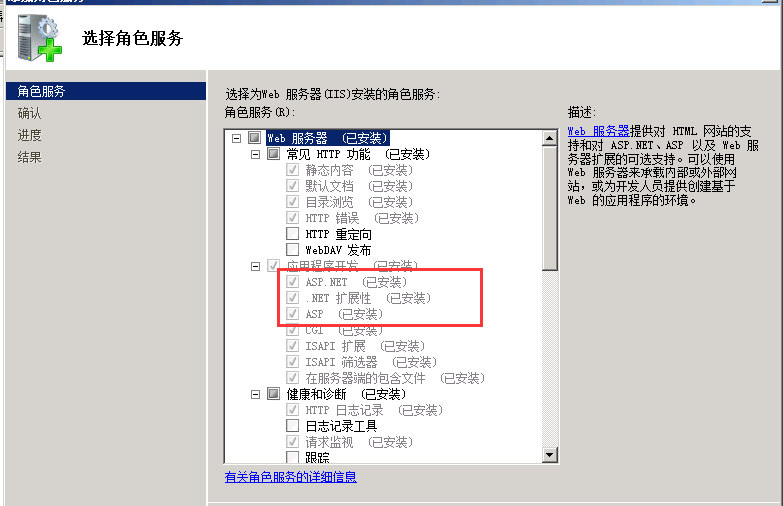 选择角色服务
角色服务
确认
进度
结果
选择为Web 服务器(IIS)安装的角色服务:
角色服务(R):
Web 服务器 (已安装)
常见 HTTP 功能 (已安装)
静态内容 (已安装)
默认文档 (已安装)
目录浏览 (已安装)
HTTP 错误 (已安装)
HTTP 重定向
WebDAV 发布
应用程序开发 (已安装)
ASP.NET (已安装)
.NET 扩展性 (已安装)
ASP (已安装)
CGI (已安装)
ISAPI 扩展 (已安装)
ISAPI 筛选器 (已安装)
在服务器端的包含文件 (已安装)
健康和诊断 (已安装)
HTTP 日志记录 (已安装)
日志记录工具
请求监视 (已安装)
跟踪
有关角色服务的详细信息
描述:
Web 服务器提供对 HTML 网站的支
持和对 ASP.NET、ASP 以及 Web 服
务器扩展的可选支持。可以使用
Web 服务器来承载内部或外部网
站，或为开发人员提供创建基于
Web 的应用程序的环境。